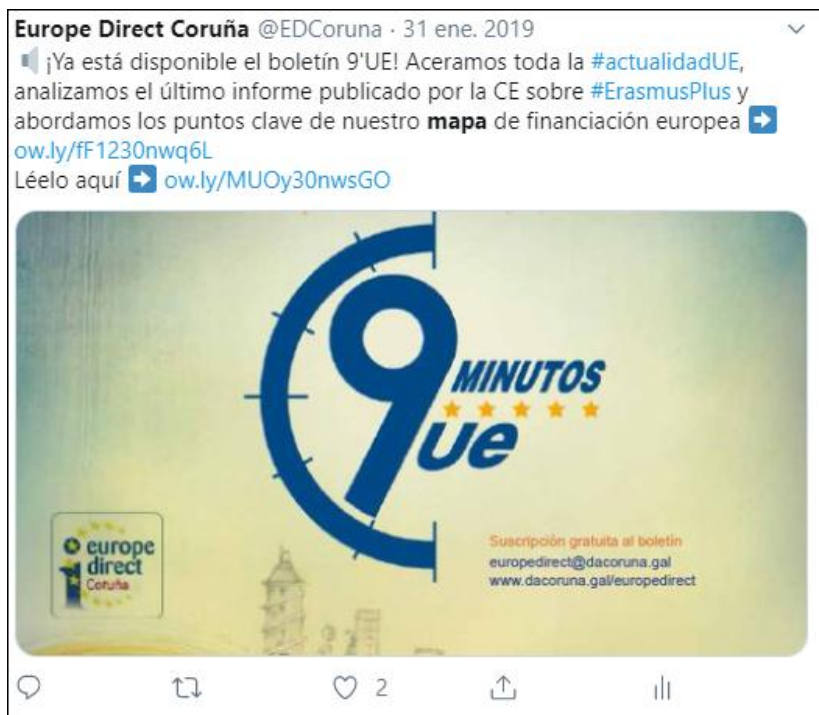 Europe Direct Coruña @EDCoruna · 31 ene. 2019
¡Ya está disponible el boletín 9'UE! Aceramos toda la #actualidadUE,
analizamos el último informe publicado por la CE sobre #ErasmusPlus y
abordamos los puntos clave de nuestro mapa de financiación europea ➡
ow.ly/fF1230nwq6L
Léelo aquí ➡ ow.ly/MUOy30nwsGO
9 MINUTOS
ue
europe
direct
Coruña
Suscripción gratuita al boletín
europedirect@dacoruna.gal
www.dacoruna.gal/europedirect
2